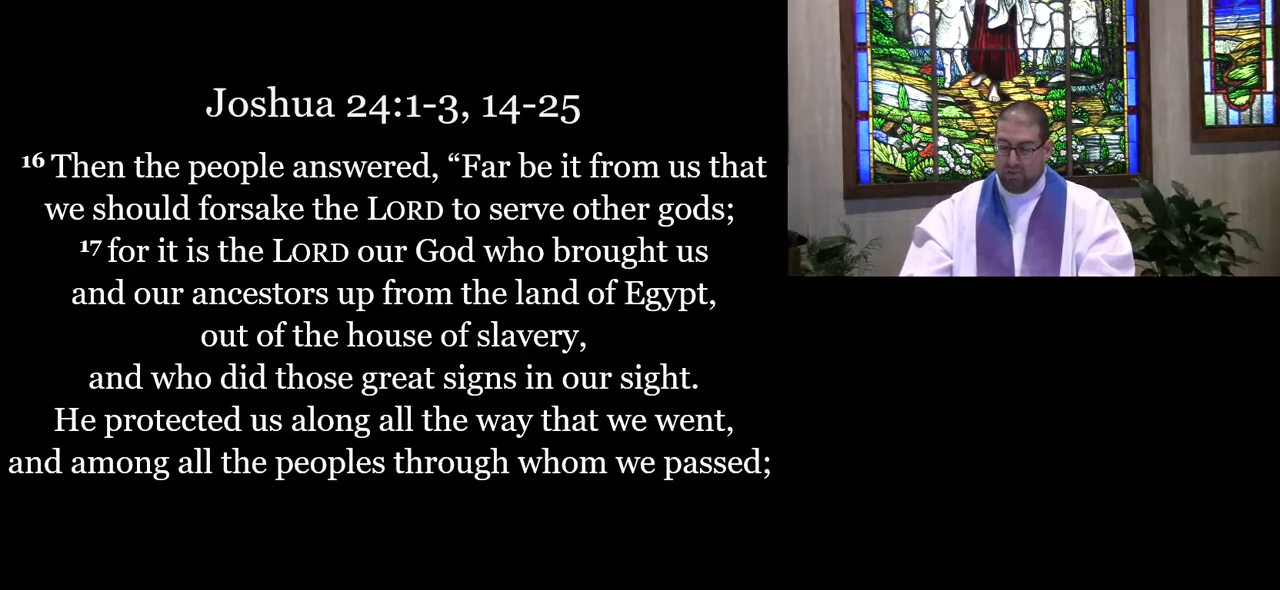 Joshua 24:1-3, 14-25
16 Then the people answered, “Far be it from us that
we should forsake the LORD to serve other gods;
17 for it is the LORD our God who brought us
and our ancestors up from the land of Egypt,
out of the house of slavery,
and who did those great signs in our sight.
He protected us along all the way that we went,
and among all the peoples through whom we passed;